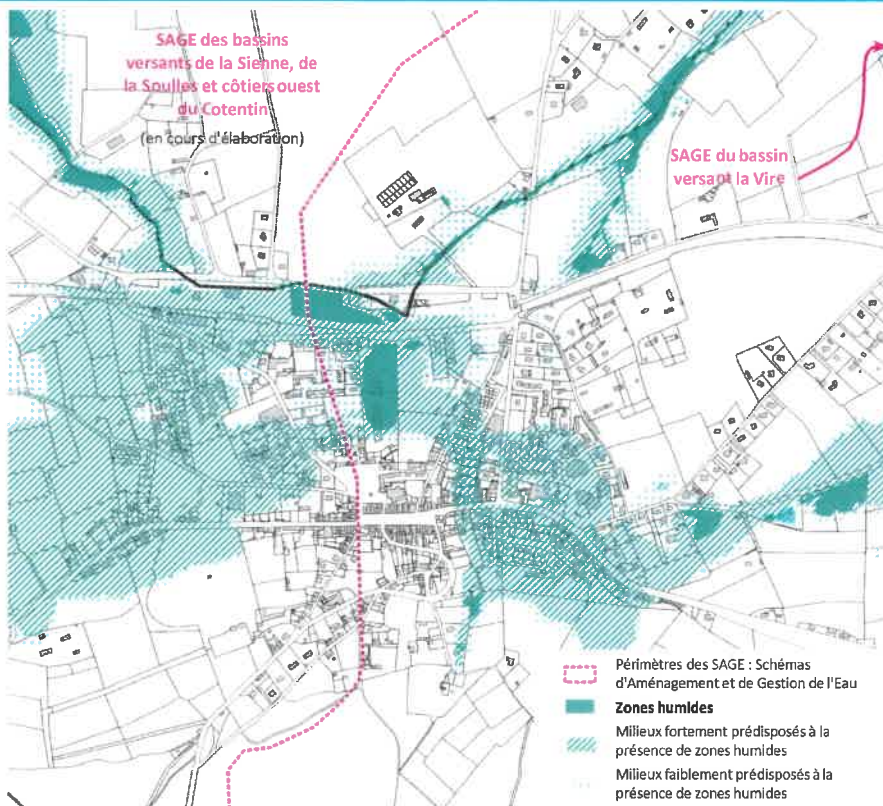 SAGE des bassins
versants de la Sienne, de
la Soulles et côtiers ouest
du Cotentin
(en cours d'élaboration)
SAGE du bassin
versant la Vire
Périmètres des SAGE : Schémas
d'Aménagement et de Gestion de l'Eau
Zones humides
Milieux fortement prédisposés à la
présence de zones humides
Milieux faiblement prédisposés à la
présence de zones humides